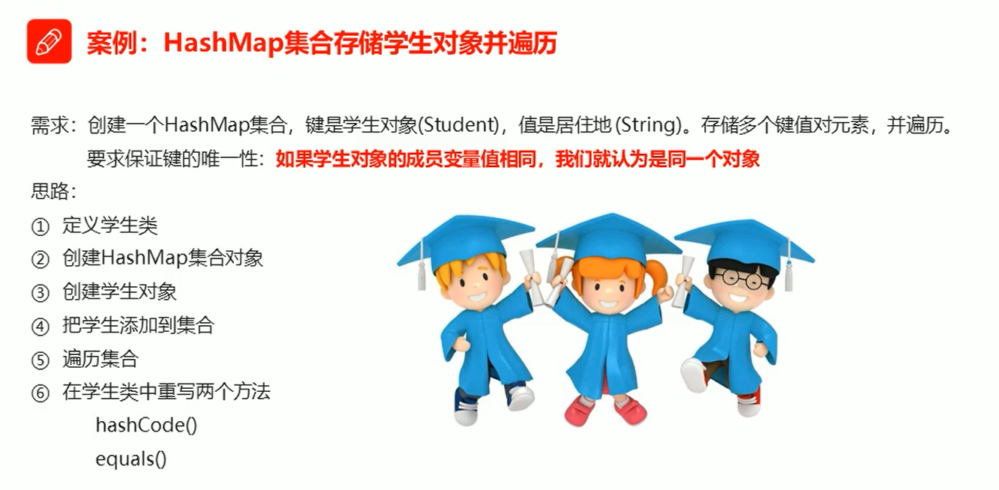 案例：HashMap集合存储学生对象并遍历
需求：创建一个HashMap集合，键是学生对象(Student)，值是居住地 (String)。存储多个键值对元素，并遍历。
要求保证键的唯一性：如果学生对象的成员变量值相同，我们就认为是同一个对象
思路：
① 定义学生类
② 创建HashMap集合对象
③ 创建学生对象
④ 把学生添加到集合
⑤ 遍历集合
⑥ 在学生类中重写两个方法
hashCode()
equals()